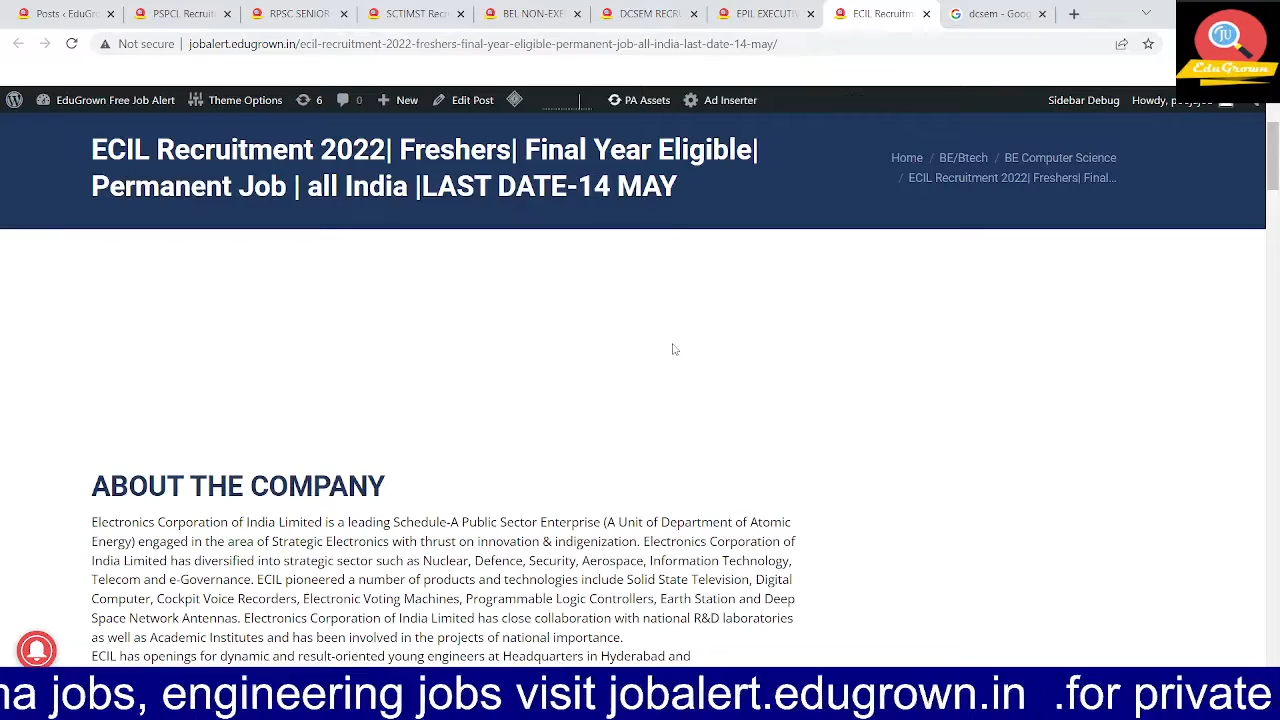 Posts ‹ EduGro
PSPCL Recruit
RPSC SENIOR
SCTIMST Recr
BEL NON-EXE
DCSEM RECRU
EPIL EXECUTIV
ECIL Recruitm
dcsem - Goog
Not secure
jobalert.edugrown.in/ecil-recruitment-2022-freshers-final-year-eligible-permanent-job-all-india-last-date-14-may/
JU
EduGrown
EduGrown Free Job Alert
Theme Options
6
0
New
Edit Post
PA Assets
Ad Inserter
Sidebar Debug
Howdy,
ECIL Recruitment 2022| Freshers| Final Year Eligible|
Permanent Job | all India |LAST DATE-14 MAY
Home / BE/Btech / BE Computer Science
/ ECIL Recruitment 2022| Freshers| Final...
ABOUT THE COMPANY
Electronics Corporation of India Limited is a leading Schedule-A Public Sector Enterprise (A Unit of Department of Atomic
Energy) engaged in the area of Strategic Electronics with thrust on innovation & indigenization. Electronics Corporation of
India Limited has diversified into strategic sector such as Nuclear, Defence, Security, Aerospace, Information Technology,
Telecom and e-Governance. ECIL pioneered a number of products and technologies include Solid State Television, Digital
Computer, Cockpit Voice Recorders, Electronic Voting Machines, Programmable Logic Controllers, Earth Station and Deep
Space Network Antennas. Electronics Corporation of India Limited has close collaboration with national R&D laboratories
as well as Academic Institutes and has been involved in the projects of national importance.
ECIL has openings for dynamic and result-oriented young engineers at Headquarters in Hyderabad and
na jobs, engineering jobs visit jobalert.edugrown.in .for private